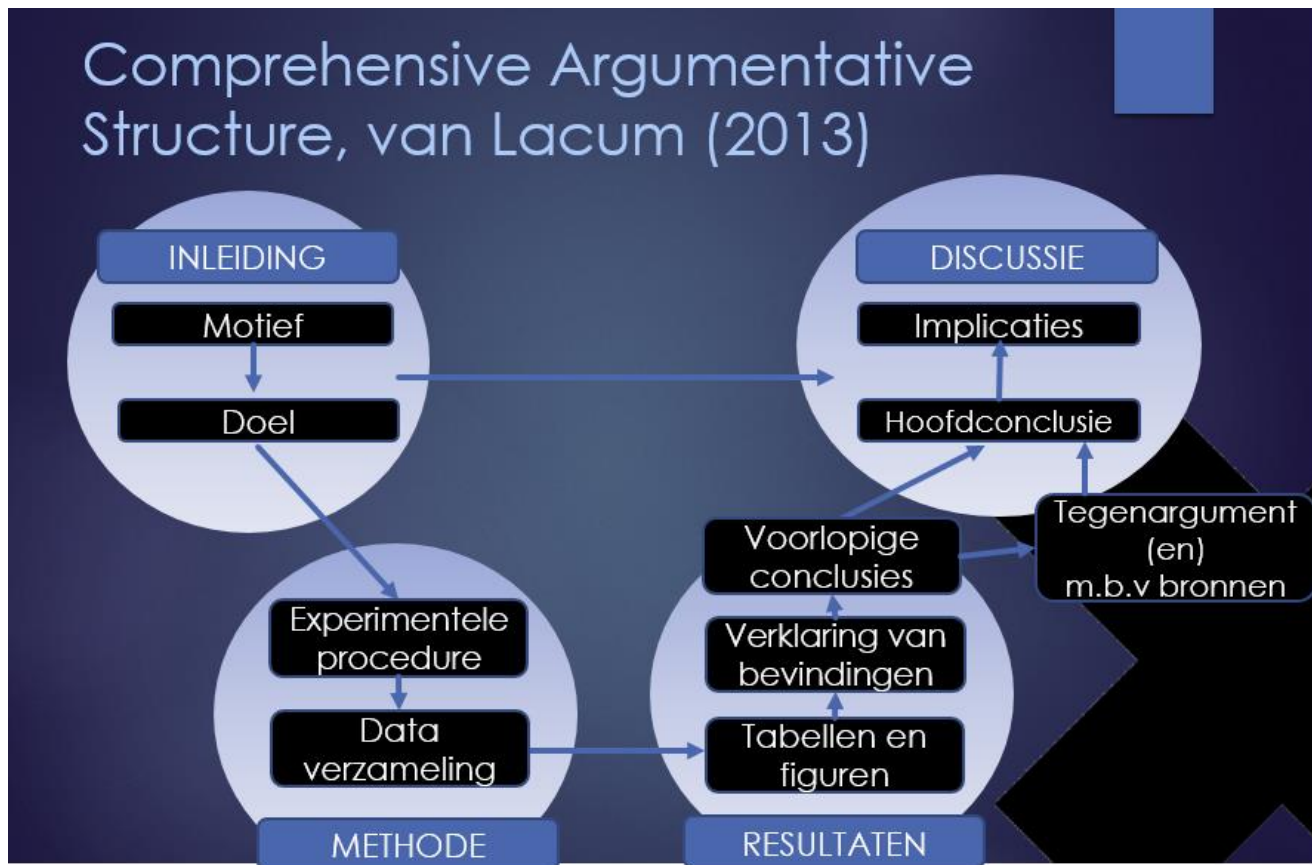 Comprehensive Argumentative
Structure, van Lacum (2013)
INLEIDING
Motief
Doel
Experimentele
procedure
Data
verzameling
METHODE
Voorlopige
conclusies
Verklaring van
bevindingen
Tabellen en
figuren
RESULTATEN
DISCUSSIE
Implicaties
Hoofdconclusie
Tegenargument
(en)
m.b.v bronnen